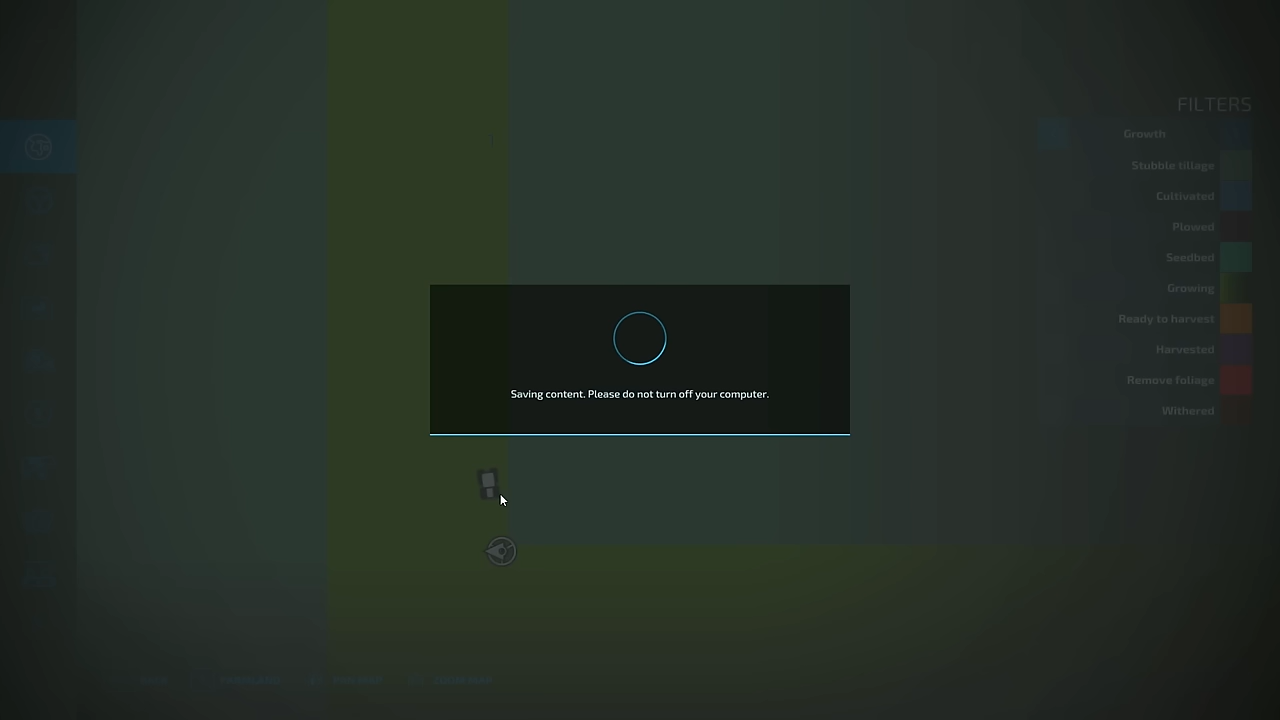 FILTERS
Growth
Stubble tillage
Cultivated
Plowed
Seedbed
Growing
Ready to harvest
Harvested
Remove foliage
Withered
Saving content. Please do not turn off your computer.